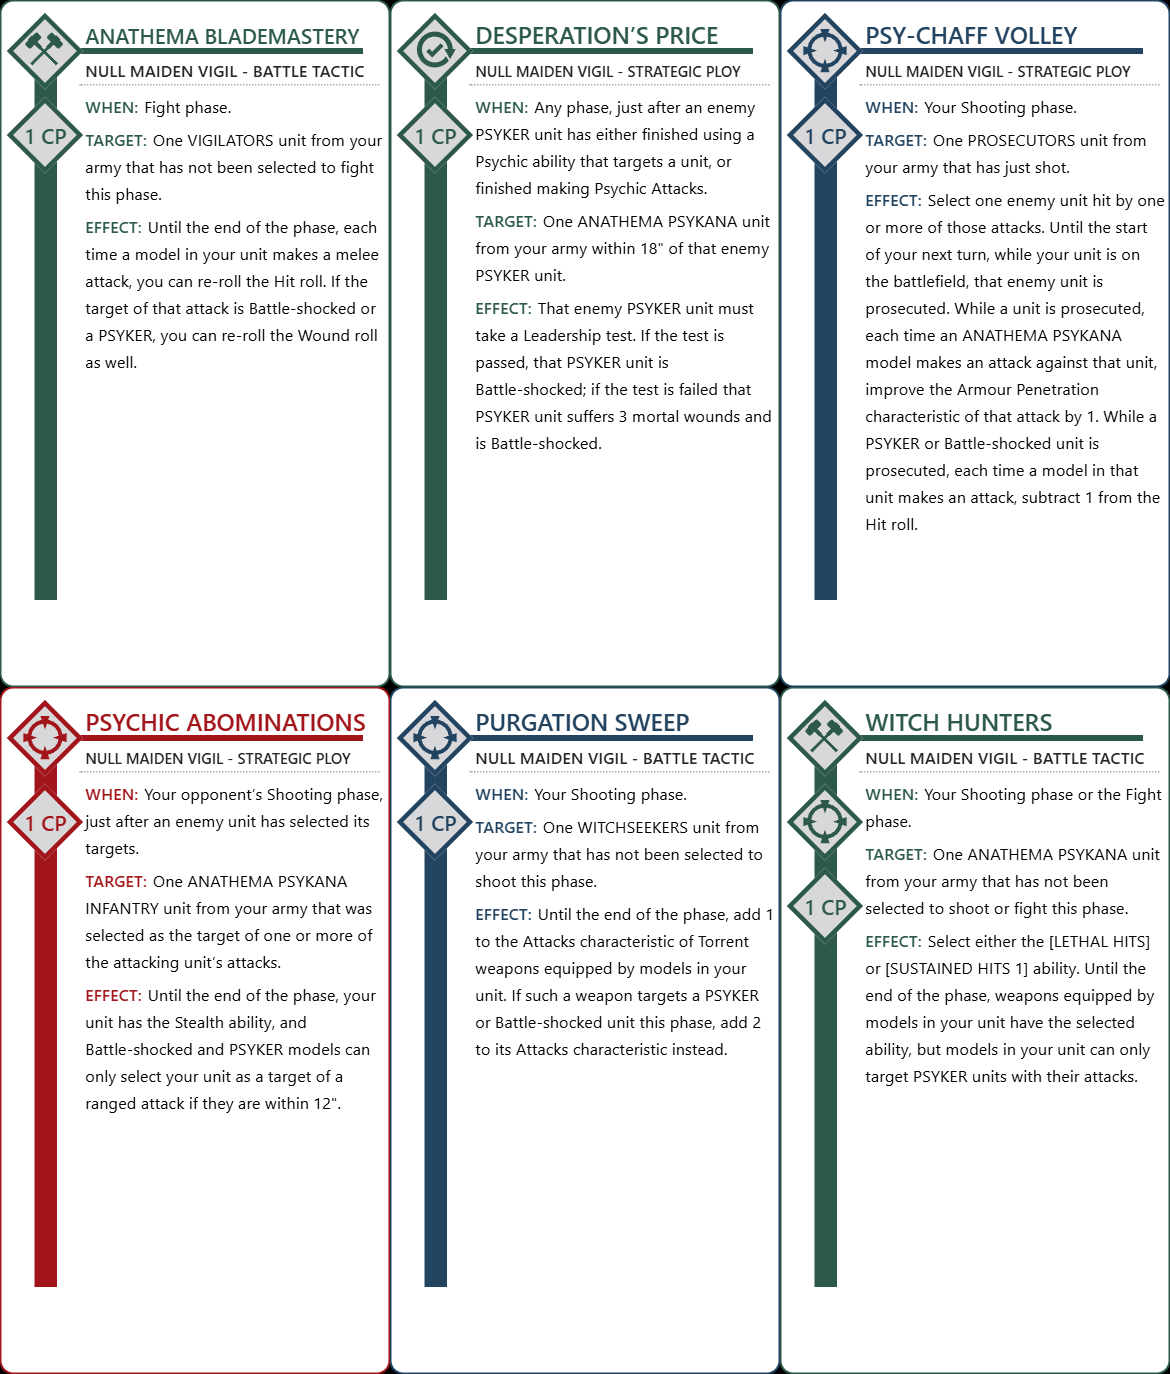 ANATHEMA BLADEMASTERY
NULL MAIDEN VIGIL - BATTLE TACTIC
1 CP
WHEN: Fight phase.
TARGET: One VIGILATORS unit from your
army that has not been selected to fight
this phase.
EFFECT: Until the end of the phase, each
time a model in your unit makes a melee
attack, you can re-roll the Hit roll. If the
target of that attack is Battle-shocked or
a PSYKER, you can re-roll the Wound roll
as well.
DESPERATION’S PRICE
NULL MAIDEN VIGIL - STRATEGIC PLOY
1 CP
WHEN: Any phase, just after an enemy
PSYKER unit has either finished using a
Psychic ability that targets a unit, or
finished making Psychic Attacks.
TARGET: One ANATHEMA PSYKANA unit
from your army within 18" of that enemy
PSYKER unit.
EFFECT: That enemy PSYKER unit must
take a Leadership test. If the test is
passed, that PSYKER unit is
Battle-shocked; if the test is failed that
PSYKER unit suffers 3 mortal wounds and
is Battle-shocked.
PSY-CHAFF VOLLEY
NULL MAIDEN VIGIL - STRATEGIC PLOY
1 CP
WHEN: Your Shooting phase.
TARGET: One PROSECUTORS unit from
your army that has just shot.
EFFECT: Select one enemy unit hit by one
or more of those attacks. Until the start
of your next turn, while your unit is on
the battlefield, that enemy unit is
prosecuted. While a unit is prosecuted,
each time an ANATHEMA PSYKANA
model makes an attack against that unit,
improve the Armour Penetration
characteristic of that attack by 1. While a
PSYKER or Battle-shocked unit is
prosecuted, each time a model in that
unit makes an attack, subtract 1 from the
Hit roll.
PSYCHIC ABOMINATIONS
NULL MAIDEN VIGIL - STRATEGIC PLOY
1 CP
WHEN: Your opponent’s Shooting phase,
just after an enemy unit has selected its
targets.
TARGET: One ANATHEMA PSYKANA
INFANTRY unit from your army that was
selected as the target of one or more of
the attacking unit’s attacks.
EFFECT: Until the end of the phase, your
unit has the Stealth ability, and
Battle-shocked and PSYKER models can
only select your unit as a target of a
ranged attack if they are within 12".
PURGATION SWEEP
NULL MAIDEN VIGIL - BATTLE TACTIC
1 CP
WHEN: Your Shooting phase.
TARGET: One WITCHSEEKERS unit from
your army that has not been selected to
shoot this phase.
EFFECT: Until the end of the phase, add 1
to the Attacks characteristic of Torrent
weapons equipped by models in your
unit. If such a weapon targets a PSYKER
or Battle-shocked unit this phase, add 2
to its Attacks characteristic instead.
WITCH HUNTERS
NULL MAIDEN VIGIL - BATTLE TACTIC
1 CP
WHEN: Your Shooting phase or the Fight
phase.
TARGET: One ANATHEMA PSYKANA unit
from your army that has not been
selected to shoot or fight this phase.
EFFECT: Select either the [LETHAL HITS]
or [SUSTAINED HITS 1] ability. Until the
end of the phase, weapons equipped by
models in your unit have the selected
ability, but models in your unit can only
target PSYKER units with their attacks.